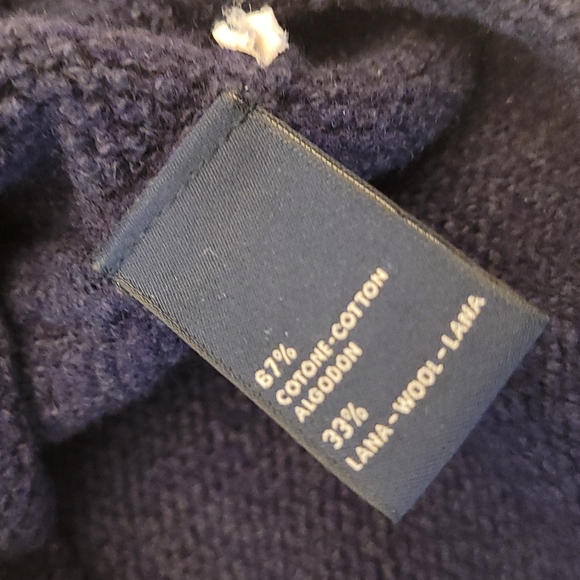 67%
COTONE-COTTON
ALGODON
33%
LANA-WOOL-LANA